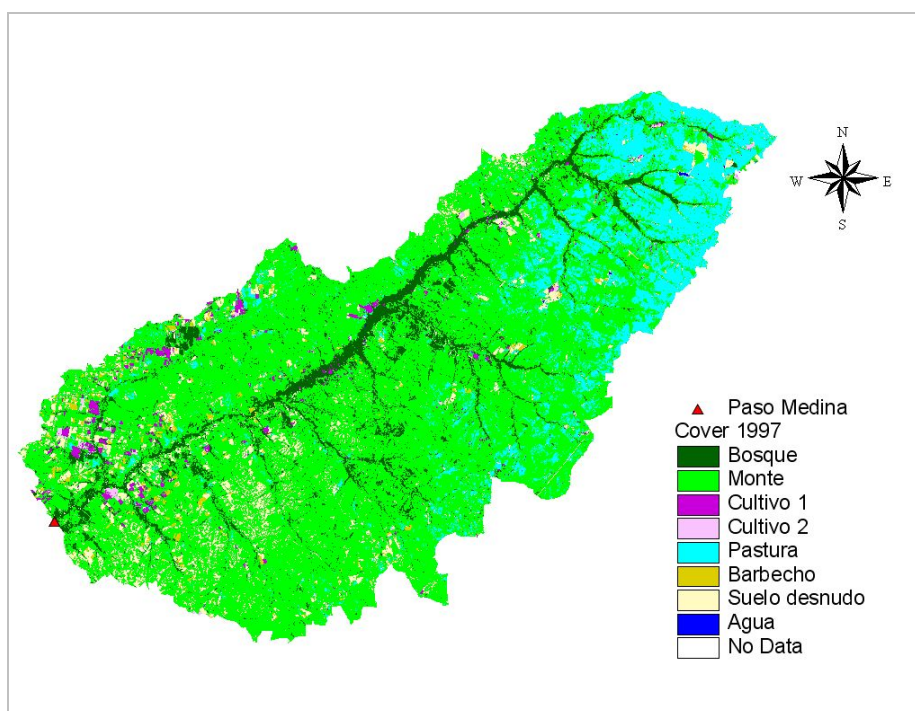 N
W E
S
Paso Medina
Cover 1997
Bosque
Monte
Cultivo 1
Cultivo 2
Pastura
Barbecho
Suelo desnudo
Agua
No Data